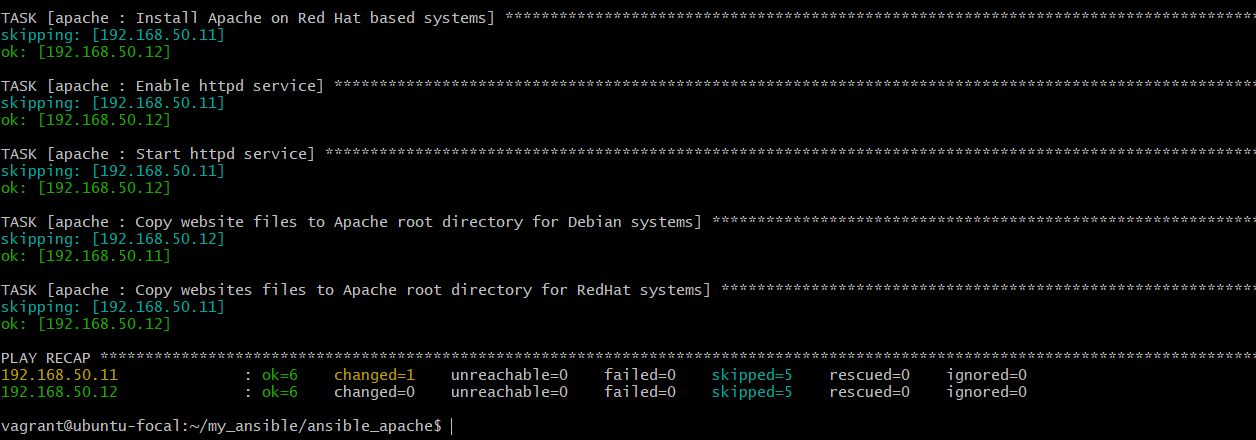 TASK [apache : Install Apache on Red Hat based systems] ***********************************************************************************
skipping: [192.168.50.11]
ok: [192.168.50.12]
TASK [apache : Enable httpd service] ******************************************************************************************************
skipping: [192.168.50.11]
ok: [192.168.50.12]
TASK [apache : Start httpd service] *******************************************************************************************************
skipping: [192.168.50.11]
ok: [192.168.50.12]
TASK [apache : Copy website files to Apache root directory for Debian systems] *************************************************************
skipping: [192.168.50.12]
ok: [192.168.50.11]
TASK [apache : Copy websites files to Apache root directory for RedHat systems] ************************************************************
skipping: [192.168.50.11]
ok: [192.168.50.12]
PLAY RECAP ********************************************************************************************************************************
192.168.50.11 : ok=6 changed=1 unreachable=0 failed=0 skipped=5 rescued=0 ignored=0
192.168.50.12 : ok=6 changed=0 unreachable=0 failed=0 skipped=5 rescued=0 ignored=0
vagrant@ubuntu-focal:~/my_ansible/ansible_apache$